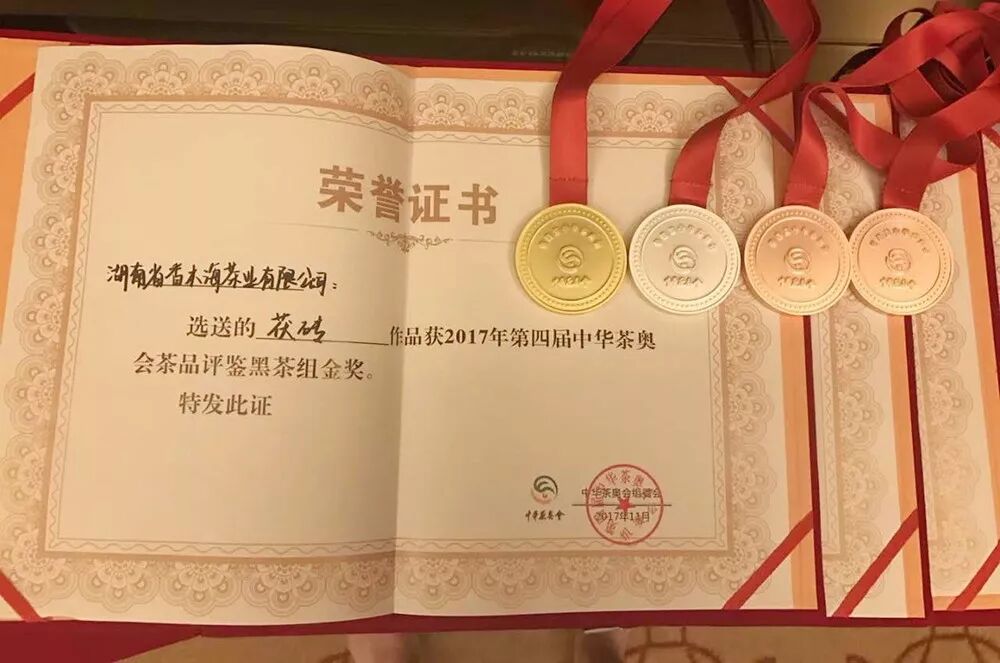 荣誉证书
湖南省香木海茶业有限公司：
选送的 茯砖 作品获2017年第四届中华茶奥
会茶品评鉴黑茶组金奖。
特发此证
中华茶奥会
中华茶奥会组委会
2017年11月